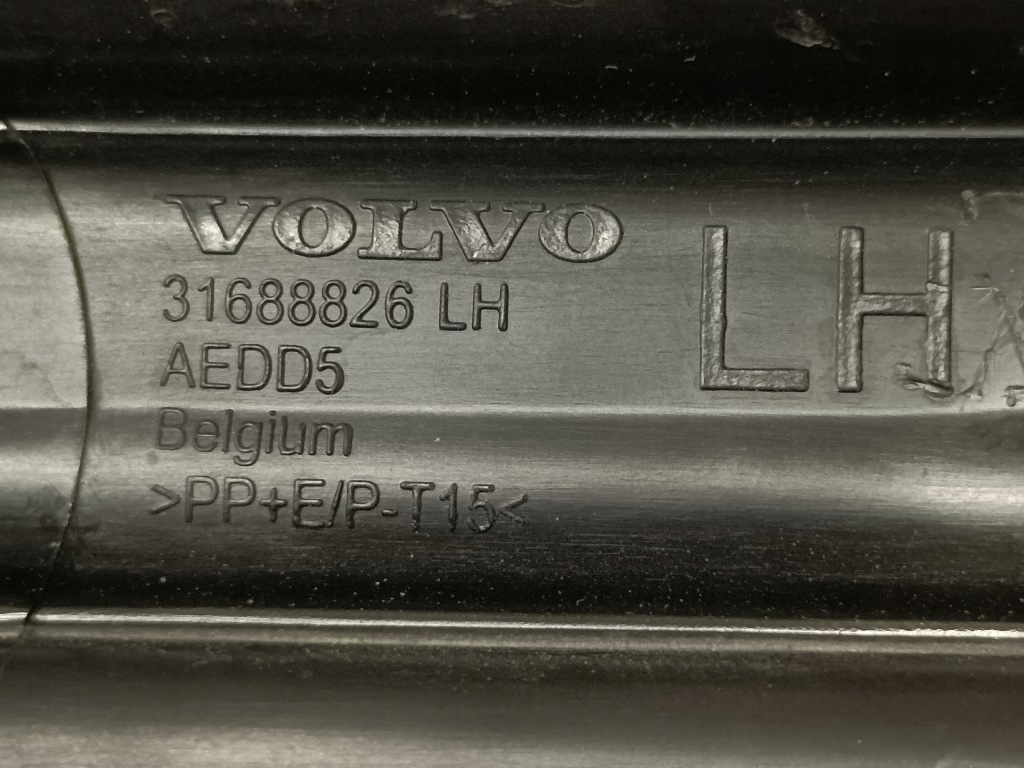 VOLVO
31688826 LH
AEDD5
Belgium
>PP+E/P-T15<
LH